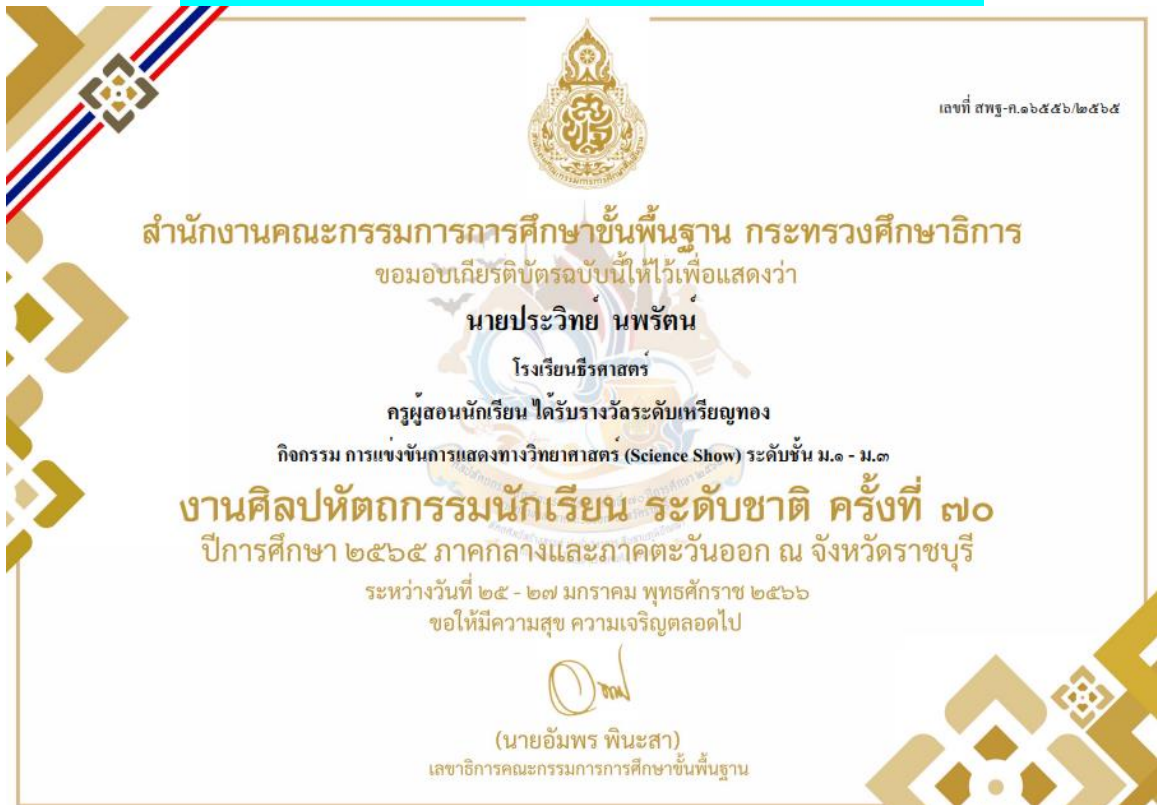 เลขที่ สพฐ-ค.๑๖๕๕๖/๒๕๖๕
สำนักงานคณะกรรมการการศึกษาขั้นพื้นฐาน กระทรวงศึกษาธิการ
ขอมอบเกียรติบัตรฉบับนี้ให้ไว้เพื่อแสดงว่า
นายประวิทย์ นพรัตน์
โรงเรียนธีรศาสตร์
ครูผู้สอนนักเรียน ได้รับรางวัลระดับเหรียญทอง
กิจกรรม การแข่งขันการแสดงทางวิทยาศาสตร์ (Science Show) ระดับชั้น ม.๑ - ม.๓
งานศิลปหัตถกรรมนักเรียน ระดับชาติ ครั้งที่ ๗๐
ปีการศึกษา ๒๕๖๕ ภาคกลางและภาคตะวันออก ณ จังหวัดราชบุรี
ระหว่างวันที่ ๒๕ - ๒๗ มกราคม พุทธศักราช ๒๕๖๖
ขอให้มีความสุข ความเจริญตลอดไป
(นายอัมพร พินะสา)
เลขาธิการคณะกรรมการการศึกษาขั้นพื้นฐาน